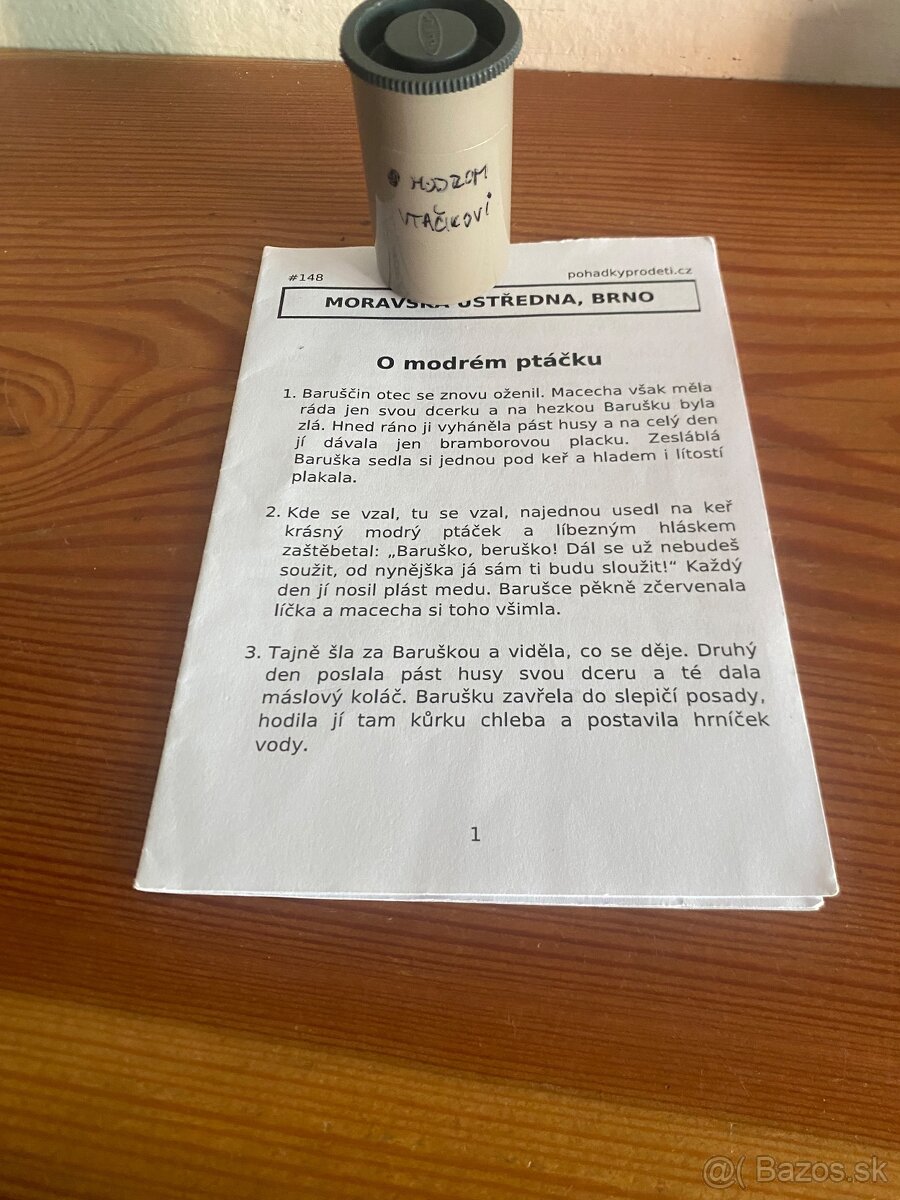 O MODROM
VTAČIKOVI
#148
pohadkyprodeti.cz
MORAVSKÁ ÚSTŘEDNA, BRNO
O modrém ptáčku
1. Baruščin otec se znovu oženil. Macecha však měla
ráda jen svou dcerku a na hezkou Barušku byla
zlá. Hned ráno ji vyháněla pást husy a na celý den
jí dávala jen bramborovou placku. Zesláblá
Baruška sedla si jednou pod keř a hladem i lítostí
plakala.
2. Kde se vzal, tu se vzal, najednou usedl na keř
krásný modrý ptáček a líbezným hláskem
zaštěbetal: „Baruško, beruško! Dál se už nebudeš
soužit, od nynějška já sám ti budu sloužit!“ Každý
den jí nosil plást medu. Barušce pěkně zčervenala
líčka a macecha si toho všimla.
3. Tajně šla za Baruškou a viděla, co se děje. Druhý
den poslala pást husy svou dceru a té dala
máslový koláč. Barušku zavřela do slepičí posady,
hodila jí tam kůrku chleba a postavila hrníček
vody.
1
@( Bazos.sk